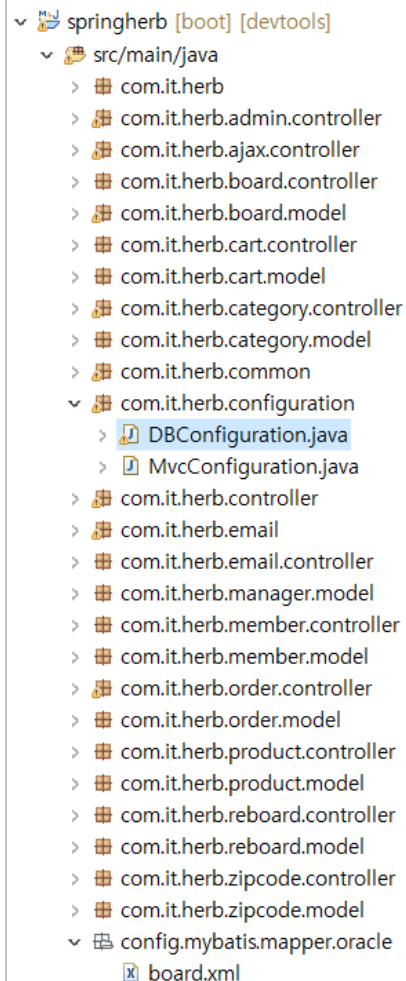 springherb [boot] [devtools]
src/main/java
com.it.herb
com.it.herb.admin.controller
com.it.herb.ajax.controller
com.it.herb.board.controller
com.it.herb.board.model
com.it.herb.cart.controller
com.it.herb.cart.model
com.it.herb.category.controller
com.it.herb.category.model
com.it.herb.common
com.it.herb.configuration
DBConfiguration.java
MvcConfiguration.java
com.it.herb.controller
com.it.herb.email
com.it.herb.email.controller
com.it.herb.manager.model
com.it.herb.member.controller
com.it.herb.member.model
com.it.herb.order.controller
com.it.herb.order.model
com.it.herb.product.controller
com.it.herb.product.model
com.it.herb.reboard.controller
com.it.herb.reboard.model
com.it.herb.zipcode.controller
com.it.herb.zipcode.model
config.mybatis.mapper.oracle
board.xml